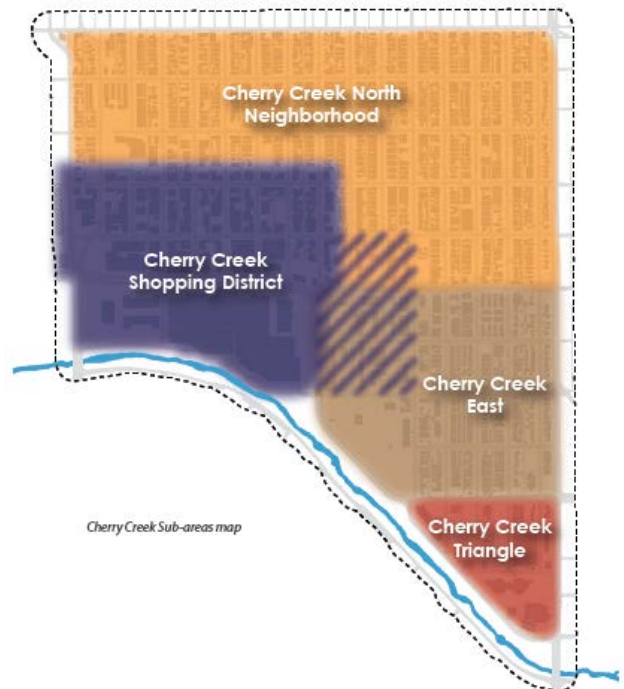 Cherry Creek North
Neighborhood
Cherry Creek
Shopping District
Cherry Creek
East
Cherry Creek
Triangle
Cherry Creek Sub-areas map